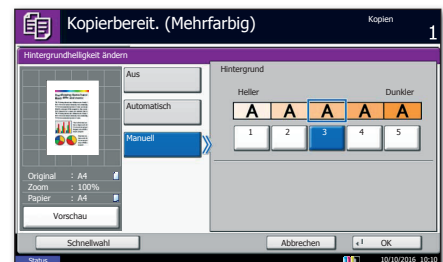 Kopierbereit. (Mehrfarbig)
Kopien
1
Hintergrundhelligkeit ändern
Aus
Automatisch
Manuell
Hintergrund
Heller Dunkler
A A A A A
1 2 3 4 5
Original : A4
Zoom : 100%
Papier : A4
Vorschau
Schnellwahl
Abbrechen
OK
Status
10/10/2016 10:10